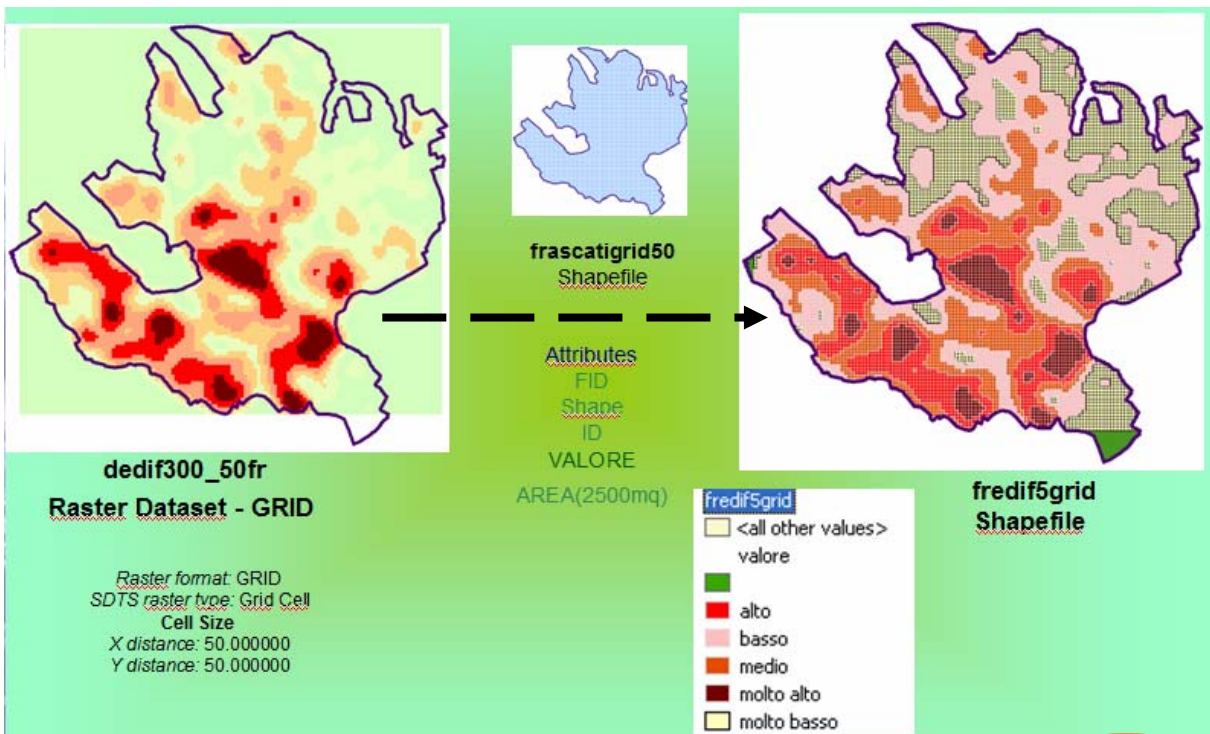 dedif300_50fr
Raster Dataset - GRID
Raster format: GRID
SDTS raster type: Grid Cell
Cell Size
X distance: 50.000000
Y distance: 50.000000
frascatigrid50
Shapefile
Attributes
FID
Shape
ID
VALORE
AREA(2500mq)
fredif5grid
Shapefile
fredif5grid
<all other values>
valore
alto
basso
medio
molto alto
molto basso